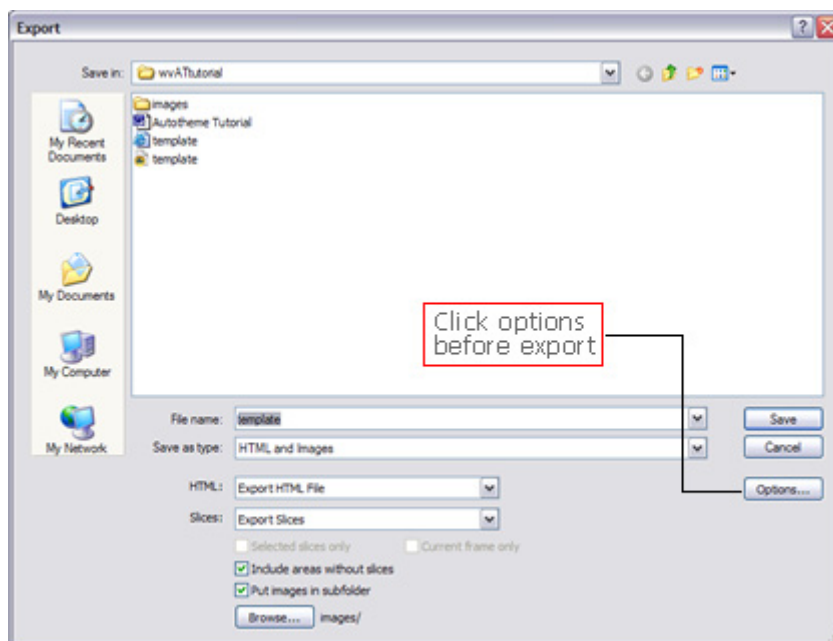 Export
Save in: wvATtutorial
images
Autotheme Tutorial
template
template
My Recent
Documents
Desktop
My Documents
My Computer
My Network
Click options
before export
File name: template
Save
Save as type: HTML and Images
Cancel
HTML: Export HTML File
Options...
Slices: Export Slices
Selected slices only
Current frame only
Include areas without slices
Put images in subfolder
Browse... images/